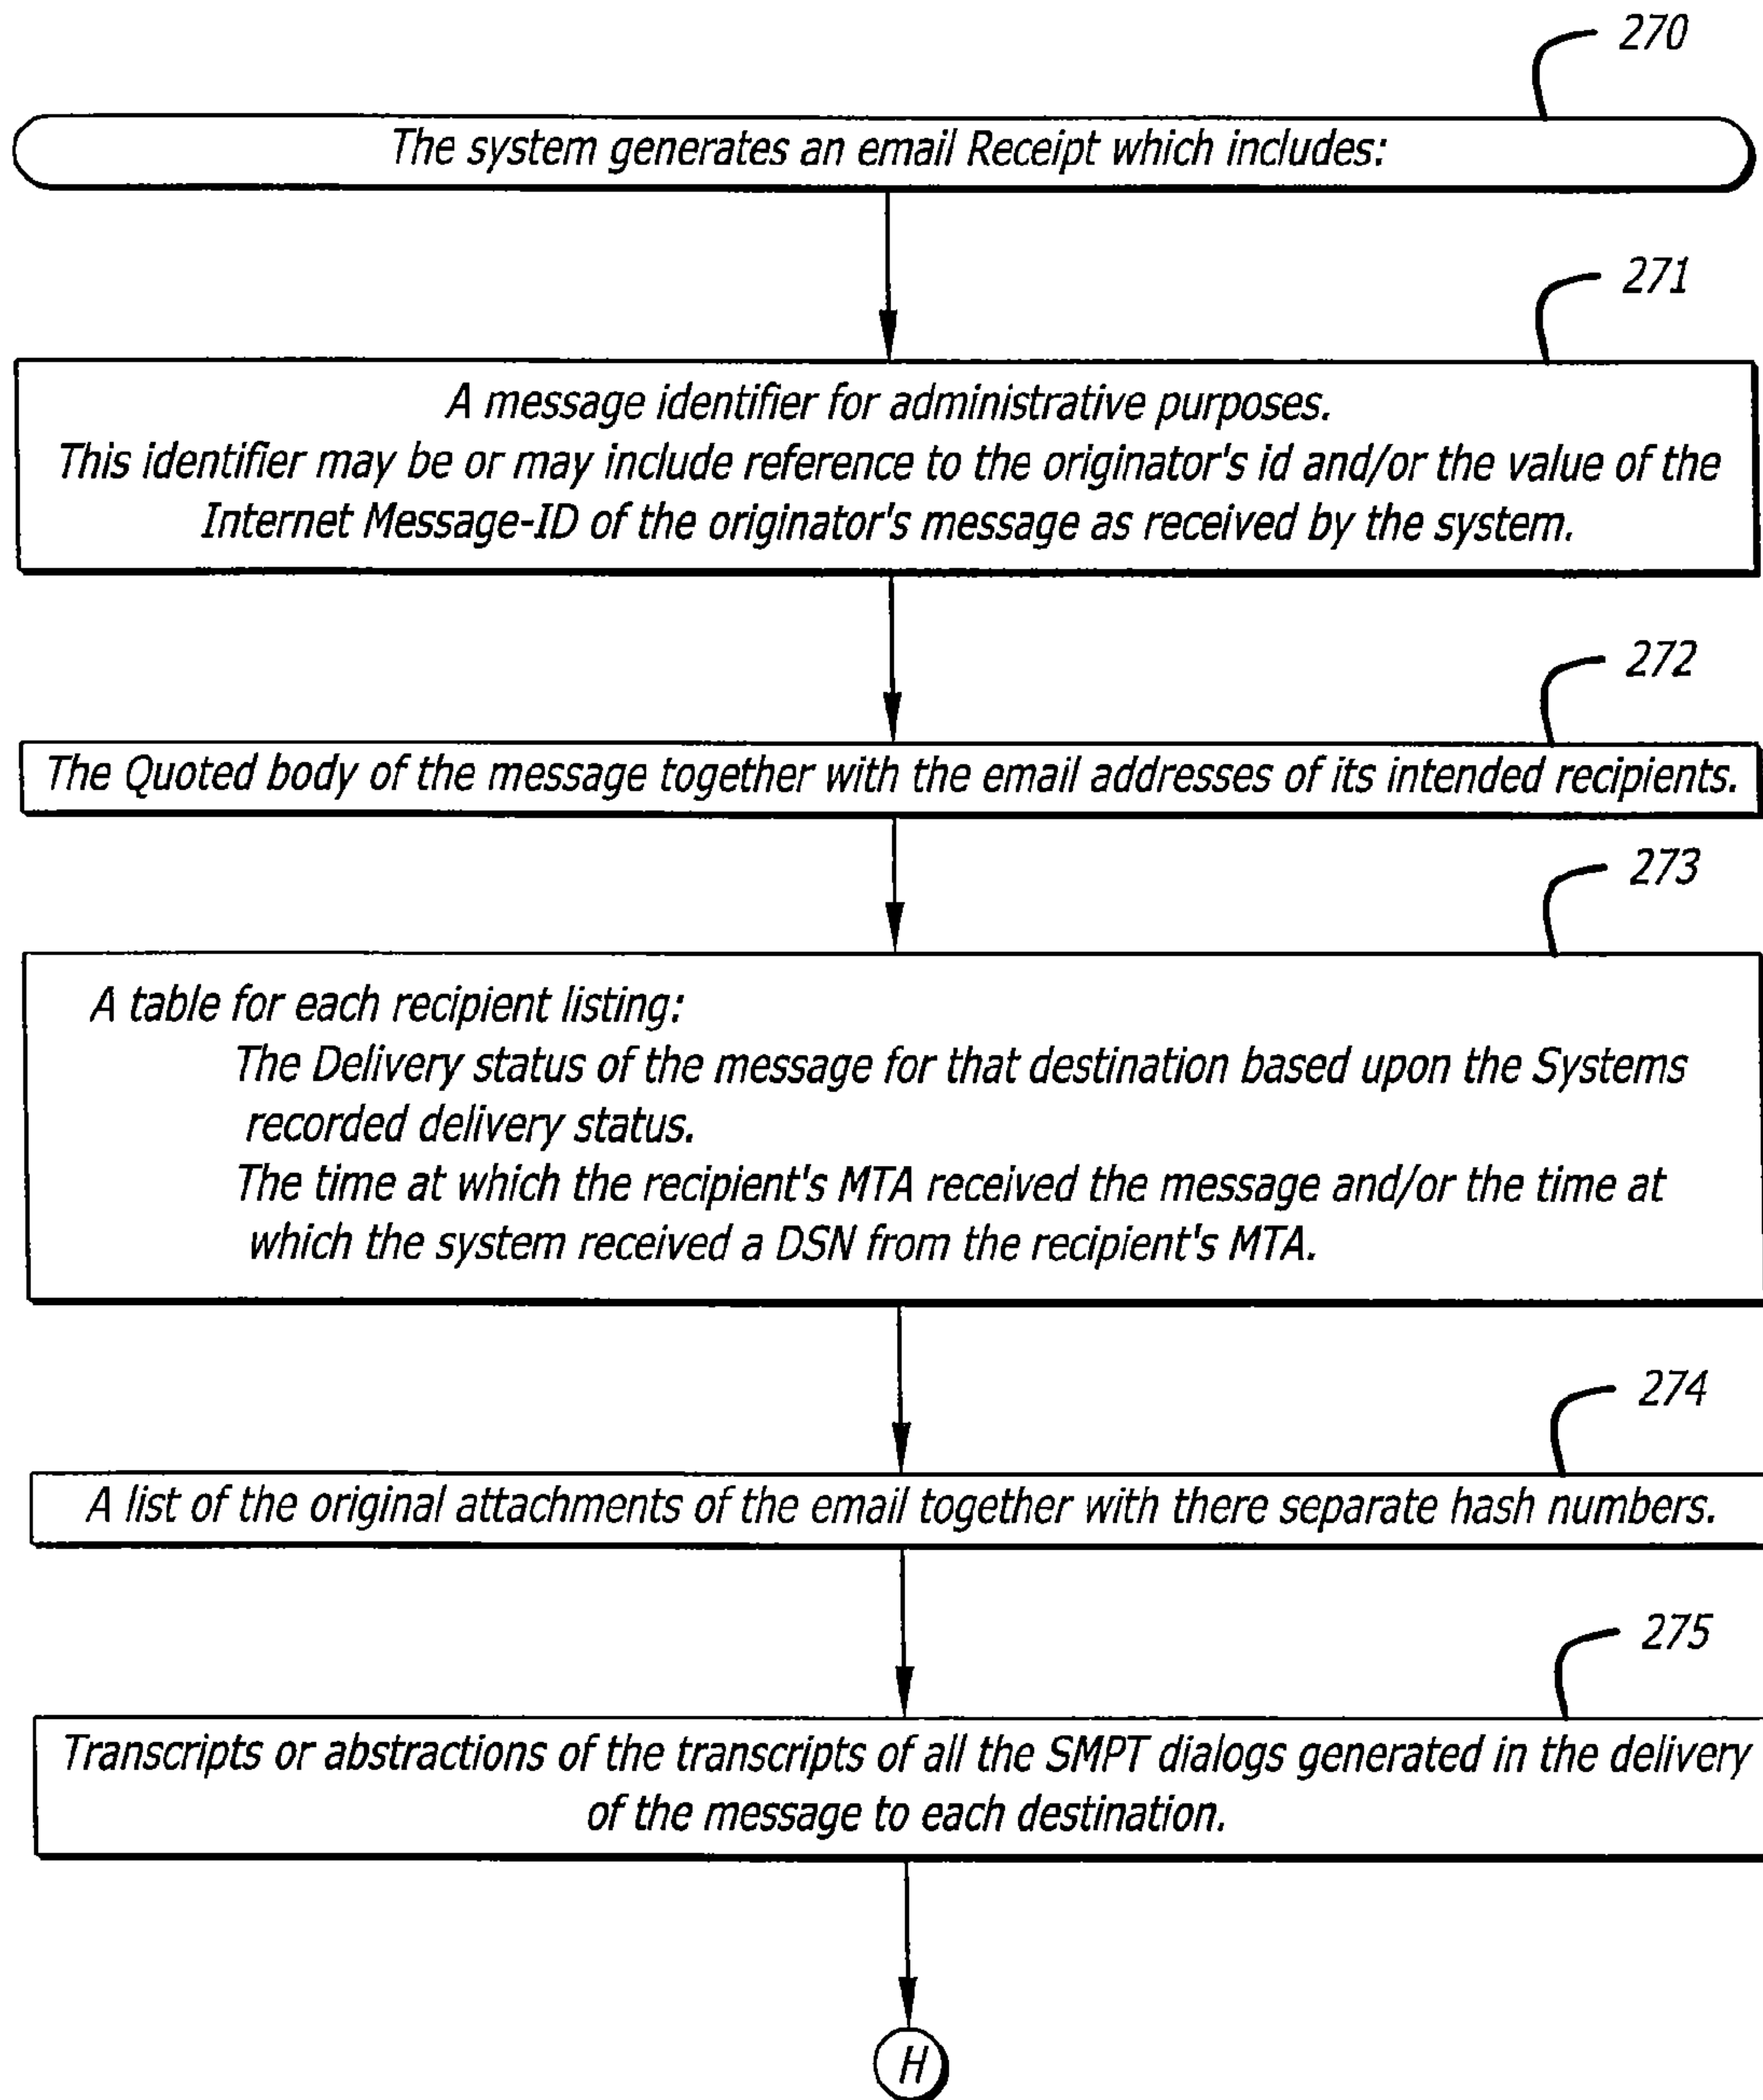 270
The system generates an email Receipt which includes:
271
A message identifier for administrative purposes.
This identifier may be or may include reference to the originator's id and/or the value of the
Internet Message-ID of the originator's message as received by the system.
272
The Quoted body of the message together with the email addresses of its intended recipients.
273
A table for each recipient listing:
The Delivery status of the message for that destination based upon the Systems
recorded delivery status.
The time at which the recipient's MTA received the message and/or the time at
which the system received a DSN from the recipient's MTA.
274
A list of the original attachments of the email together with there separate hash numbers.
275
Transcripts or abstractions of the transcripts of all the SMPT dialogs generated in the delivery
of the message to each destination.
H